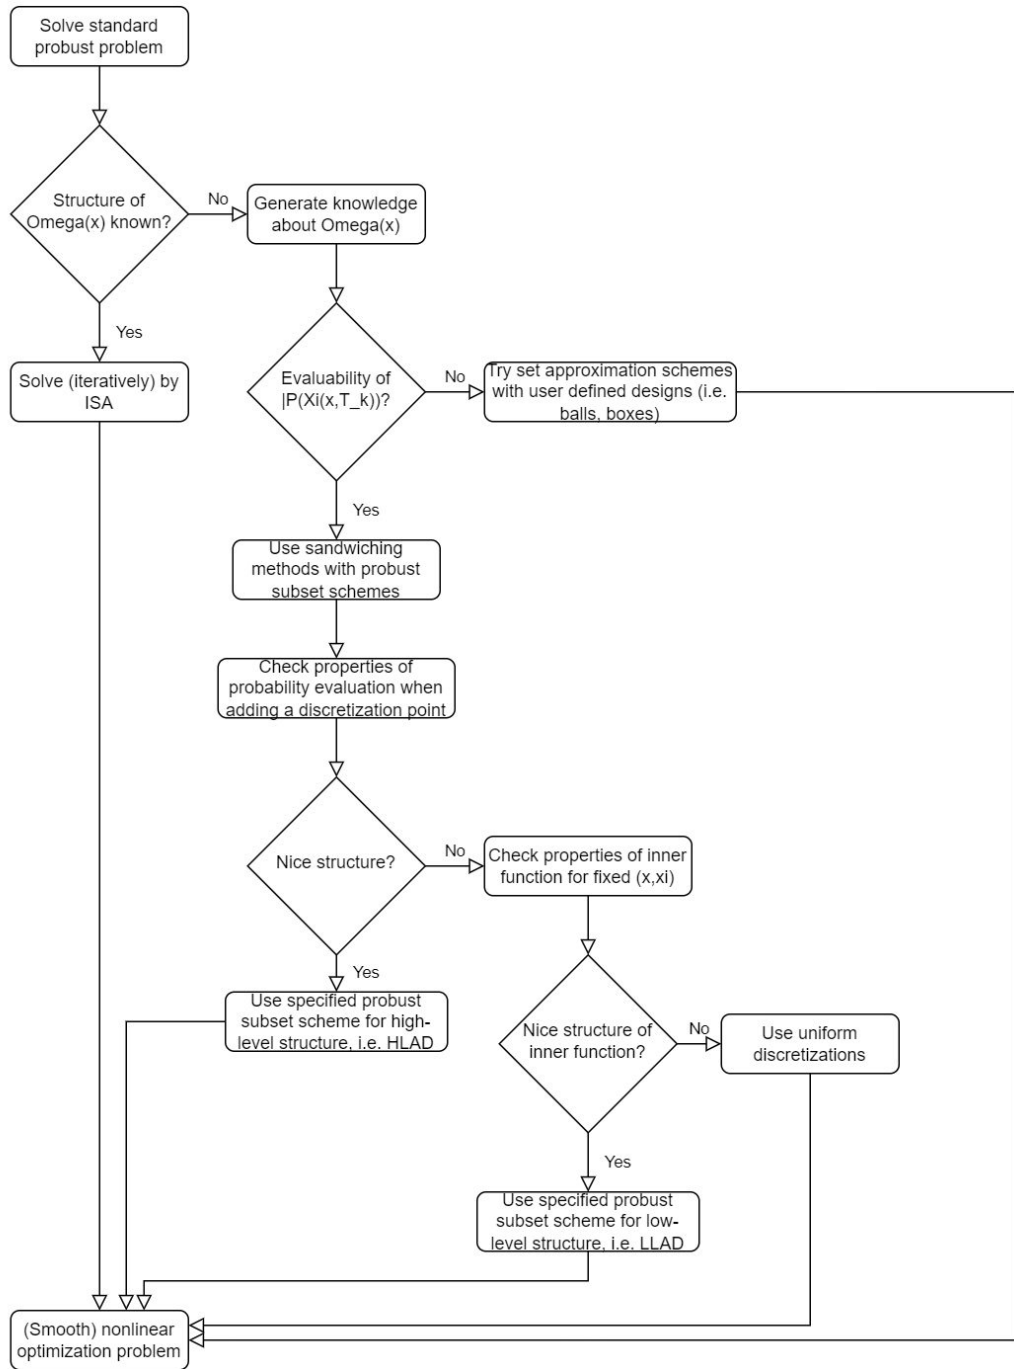 Solve standard
probust problem
Structure of
Omega(x) known?
No
Generate knowledge
about Omega(x)
Yes
Solve (iteratively) by
ISA
Evaluability of
|P(Xi(x,T_k))?
No
Try set approximation schemes
with user defined designs (i.e.
balls, boxes)
Yes
Use sandwiching
methods with probust
subset schemes
Check properties of
probability evaluation when
adding a discretization point
Nice structure?
No
Check properties of inner
function for fixed (x,xi)
Yes
Use specified probust
subset scheme for high-
level structure, i.e. HLAD
Nice structure of
inner function?
No
Use uniform
discretizations
Yes
Use specified probust
subset scheme for low-
level structure, i.e. LLAD
(Smooth) nonlinear
optimization problem